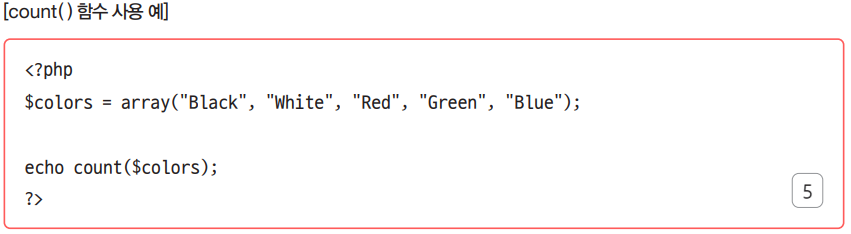 [count( ) 함수 사용 예]
<?php
$colors = array("Black", "White", "Red", "Green", "Blue");
echo count($colors);
?>
5